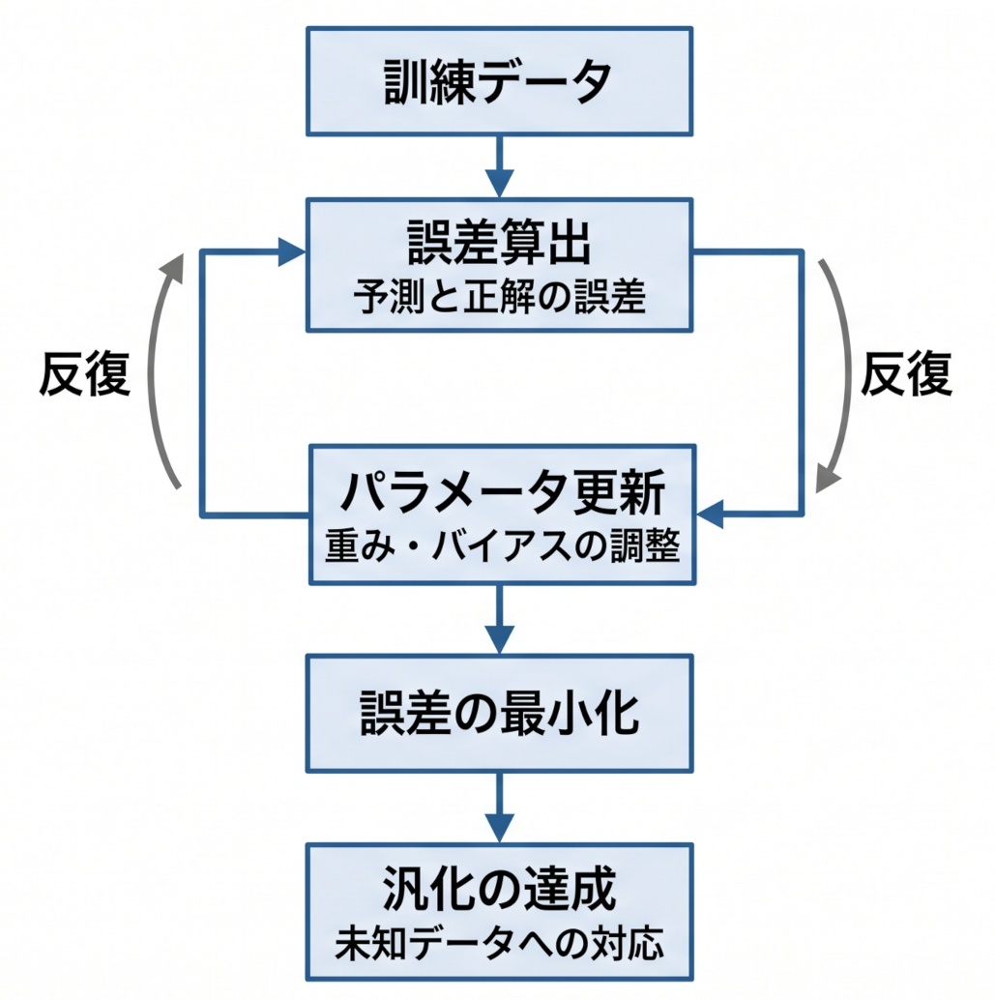 訓練データ
誤差算出
予測と正解の誤差
反復
反復
パラメータ更新
重み・バイアスの調整
誤差の最小化
汎化の達成
未知データへの対応